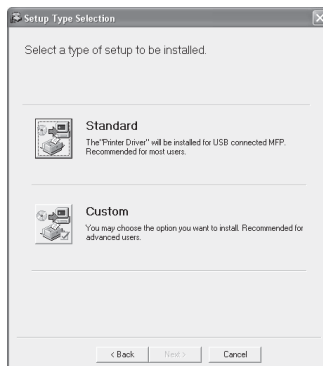 Setup Type Selection
Select a type of setup to be installed.
Standard
The"Printer Driver" will be installed for USB connected MFP.
Recommended for most users.
Custom
You may choose the option you want to install. Recommended for
advanced users.
< Back
Next >
Cancel